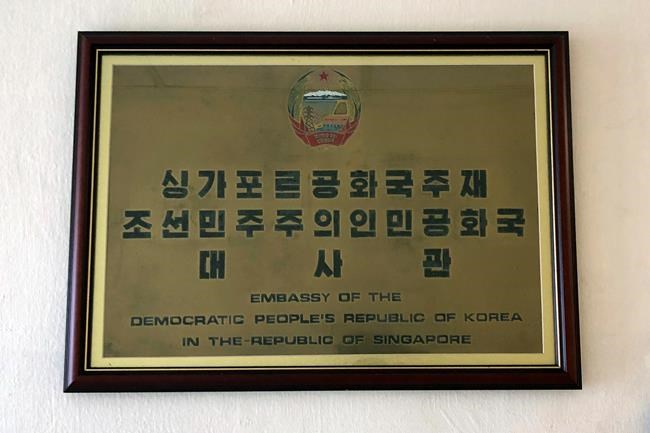 싱가포르공화국주재
조선민주주의인민공화국
대 사 관
EMBASSY OF THE
DEMOCRATIC PEOPLE'S REPUBLIC OF KOREA
IN THE-REPUBLIC OF SINGAPORE